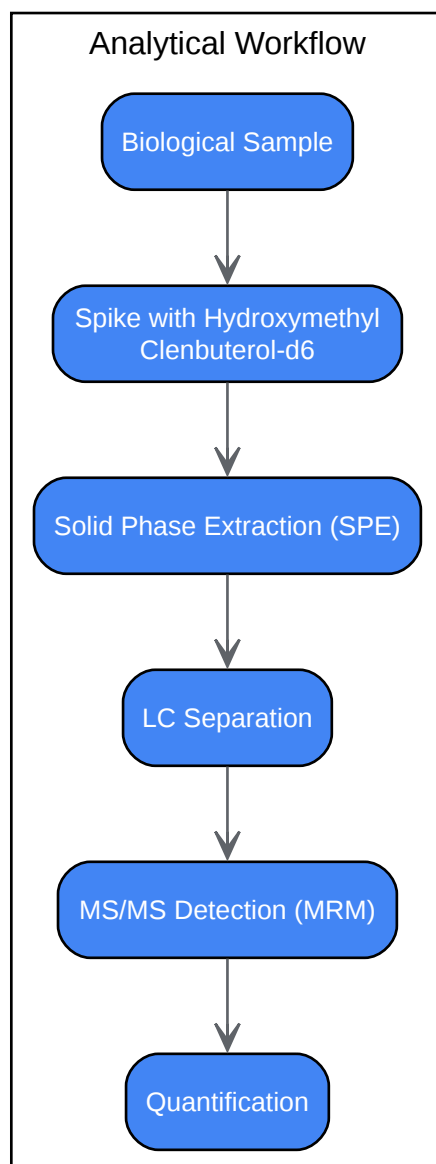 Analytical Workflow
Biological Sample
Spike with Hydroxymethyl
Clenbuterol-d6
Solid Phase Extraction (SPE)
LC Separation
MS/MS Detection (MRM)
Quantification